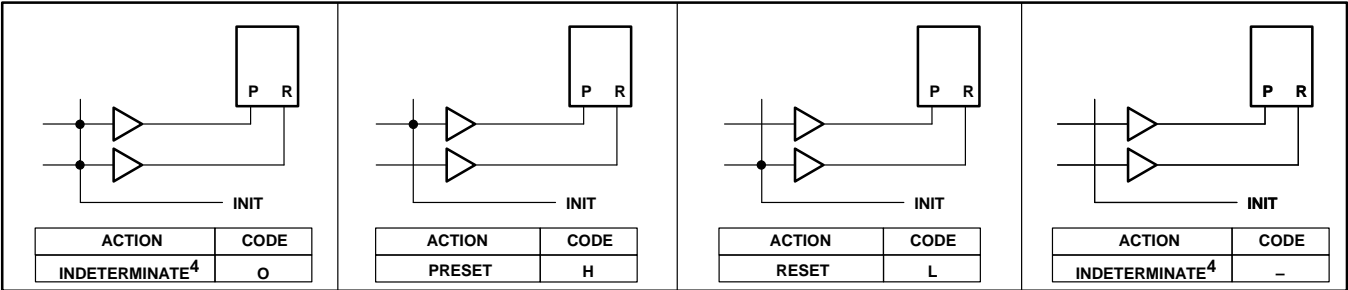 P R
INIT
ACTION CODE
INDETERMINATE4 O
P R
INIT
ACTION CODE
PRESET H
P R
INIT
ACTION CODE
RESET L
P R
INIT
ACTION CODE
INDETERMINATE4 –